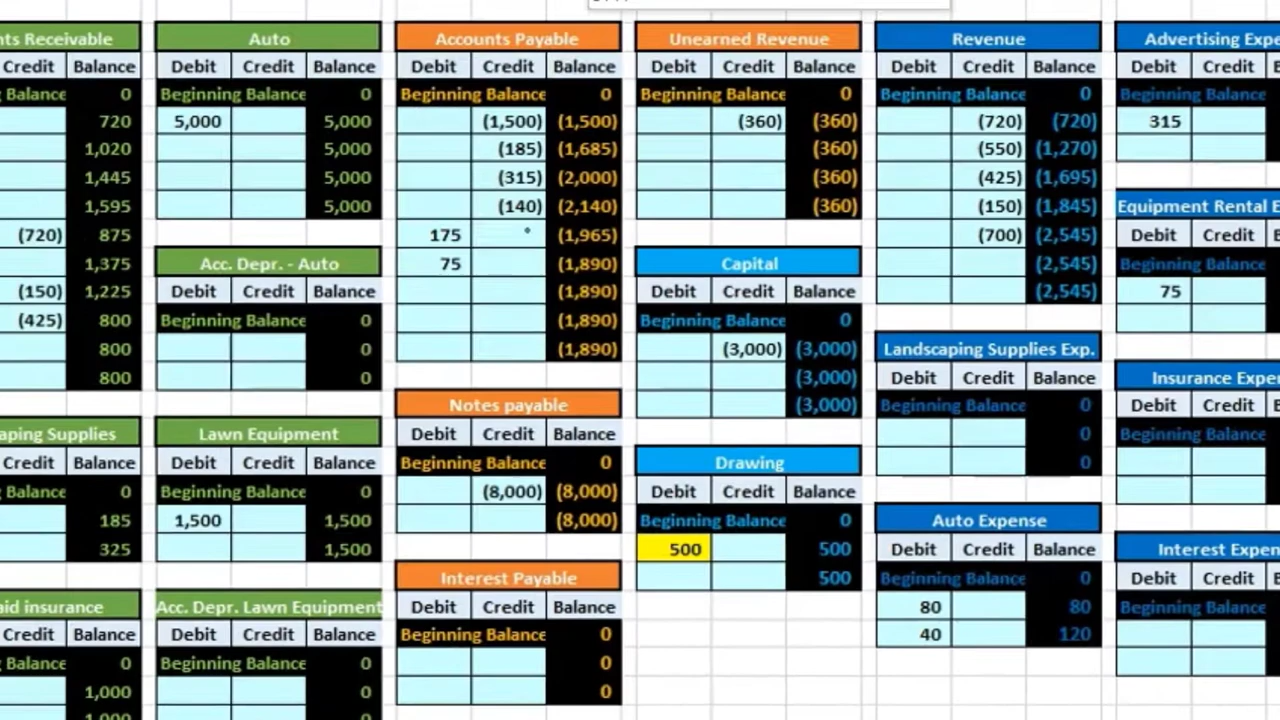 nts Receivable
Credit Balance
Balance 0
720
1,020
1,445
1,595
(720) 875
1,375
(150) 1,225
(425) 800
800
800
aping Supplies
Credit Balance
Balance 0
185
325
aid insurance
Credit Balance
Balance 0
1,000
1,000
Auto
Debit Credit Balance
Beginning Balance 0
5,000 5,000
5,000
5,000
5,000
Acc. Depr. - Auto
Debit Credit Balance
Beginning Balance 0
0
0
Lawn Equipment
Debit Credit Balance
Beginning Balance 0
1,500 1,500
1,500
Acc. Depr. Lawn Equipment
Debit Credit Balance
Beginning Balance 0
0
0
Accounts Payable
Debit Credit Balance
Beginning Balance 0
(1,500) (1,500)
(185) (1,685)
(315) (2,000)
(140) (2,140)
175 (1,965)
75 (1,890)
(1,890)
(1,890)
(1,890)
Notes payable
Debit Credit Balance
Beginning Balance 0
(8,000) (8,000)
(8,000)
Interest Payable
Debit Credit Balance
Beginning Balance 0
0
0
Unearned Revenue
Debit Credit Balance
Beginning Balance 0
(360) (360)
(360)
(360)
(360)
Capital
Debit Credit Balance
Beginning Balance 0
(3,000) (3,000)
(3,000)
(3,000)
Drawing
Debit Credit Balance
Beginning Balance 0
500 500
500
Revenue
Debit Credit Balance
Beginning Balance 0
(720) (720)
(550) (1,270)
(425) (1,695)
(150) (1,845)
(700) (2,545)
(2,545)
(2,545)
Landscaping Supplies Exp.
Debit Credit Balance
Beginning Balance 0
0
0
Auto Expense
Debit Credit Balance
Beginning Balance 0
80 80
40 120
Advertising Expe
Debit Credit B
Beginning Balance
315
Equipment Rental E
Debit Credit B
Beginning Balance
75
Insurance Expen
Debit Credit B
Beginning Balance
Interest Expen
Debit Credit B
Beginning Balance